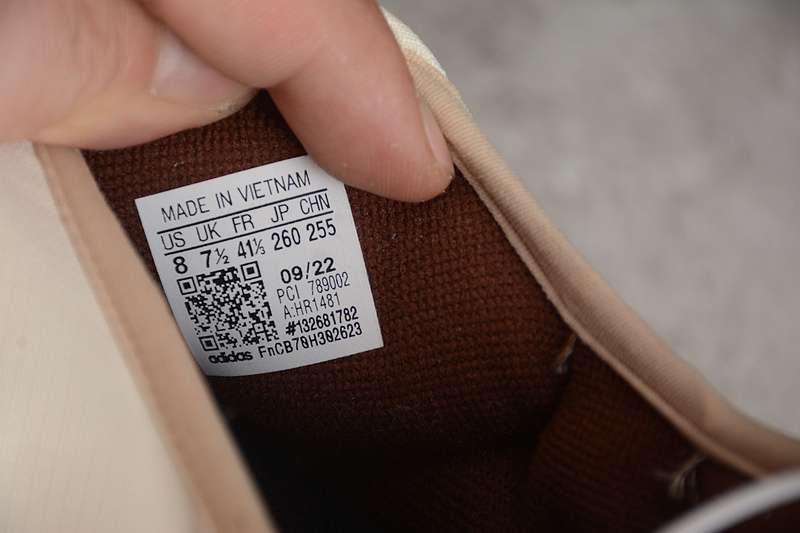 MADE IN VIETNAM
US UK FR JP CHN
8 7½ 41⅓ 260 255
09/22
PCI 789002
A:HR1481
#132681782
adidas FnCB70H302623